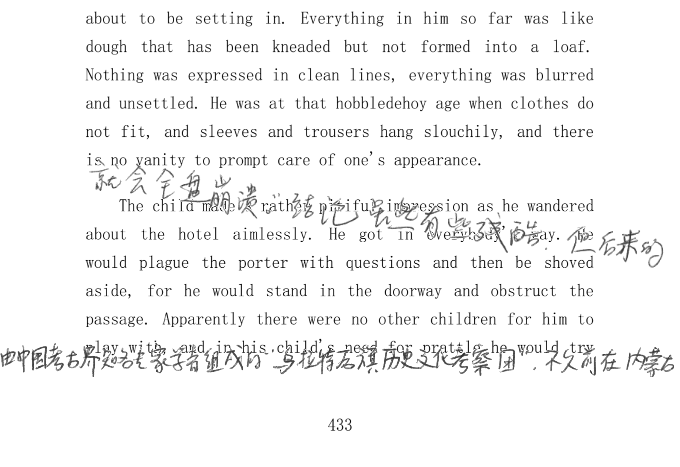 about to be setting in. Everything in him so far was like
dough that has been kneaded but not formed into a loaf.
Nothing was expressed in clean lines, everything was blurred
and unsettled. He was at that hobbledehoy age when clothes do
not fit, and sleeves and trousers hang slouchily, and there
is no vanity to prompt care of one's appearance.
就会全盘崩溃。”结论虽然有些残酷,但后来的
The child made a rather pitiful impression as he wandered
about the hotel aimlessly. He got in everybody's way. He
would plague the porter with questions and then be shoved
aside, for he would stand in the doorway and obstruct the
passage. Apparently there were no other children for him to
play with, and in his child's need for prattle he would try
由中国考古界知名专家学者组成的“乌拉特后旗历史文化考察团”,不久前在内蒙古
433